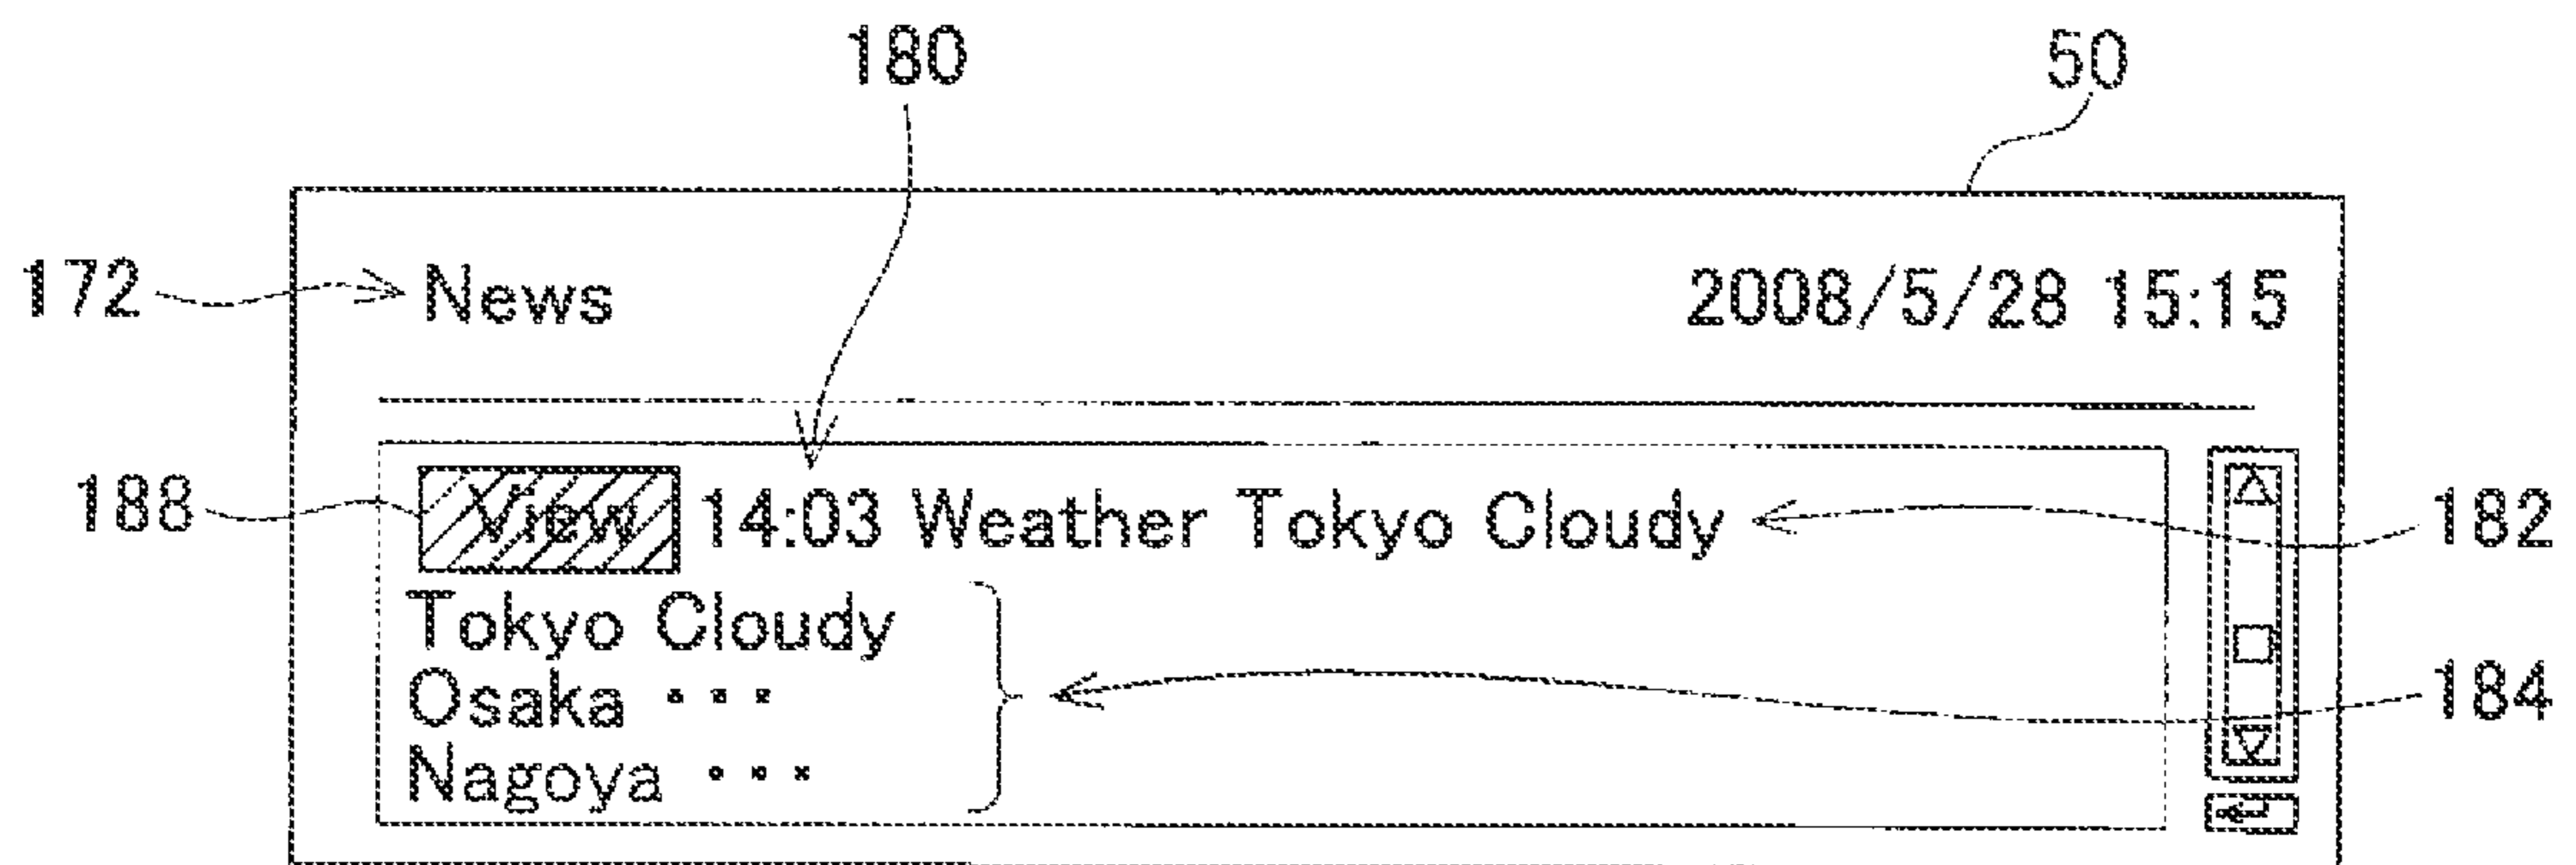 180
50
172 News 2008/5/28 15:15
188 View 14:03 Weather Tokyo Cloudy 182
Tokyo Cloudy
Osaka ・・・ 184
Nagoya ・・・